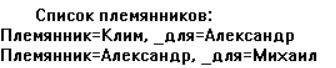 Список племянников:
Племянник=Клим, _для=Александр
Племянник=Александр, _для=Михаил